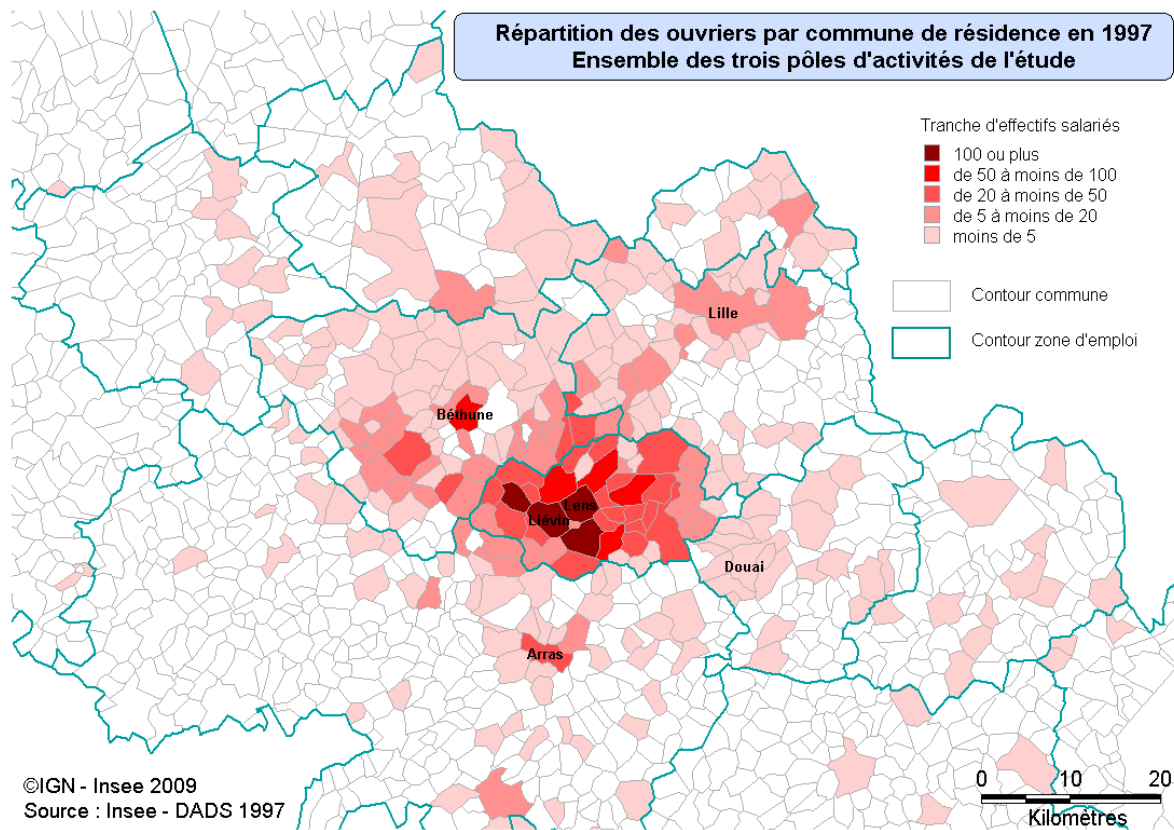 Répartition des ouvriers par commune de résidence en 1997
Ensemble des trois pôles d'activités de l'étude
Tranche d'effectifs salariés
100 ou plus
de 50 à moins de 100
de 20 à moins de 50
de 5 à moins de 20
moins de 5
Contour commune
Contour zone d'emploi
Lille
Béthune
Lens
Liévin
Douai
Arras
©IGN - Insee 2009
Source : Insee - DADS 1997
0 10 20
Kilomètres